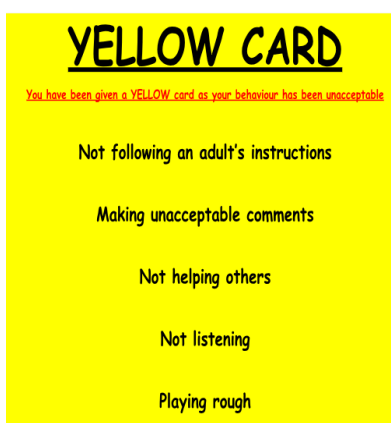 YELLOW CARD
You have been given a YELLOW card as your behaviour has been unacceptable
Not following an adult's instructions
Making unacceptable comments
Not helping others
Not listening
Playing rough